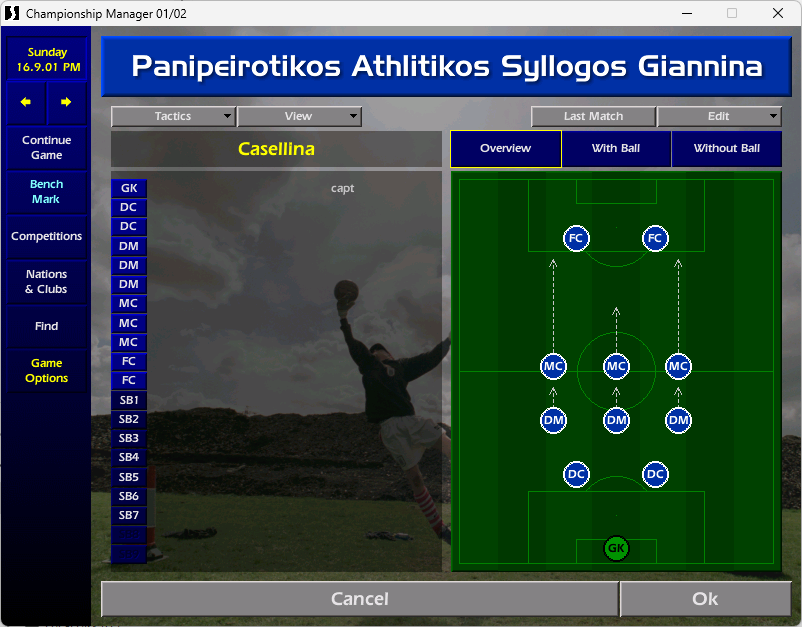 Championship Manager 01/02
Sunday
16.9.01 PM
Continue
Game
Bench
Mark
Competitions
Nations
& Clubs
Find
Game
Options
Panipeirotikos Athlitikos Syllogos Giannina
Tactics
View
Last Match
Edit
Casellina
Overview
With Ball
Without Ball
GK capt
DC
DC
DM
DM
DM
MC
MC
MC
FC
FC
SB1
SB2
SB3
SB4
SB5
SB6
SB7
FC FC
MC MC MC
DM DM DM
DC DC
GK
Cancel
Ok